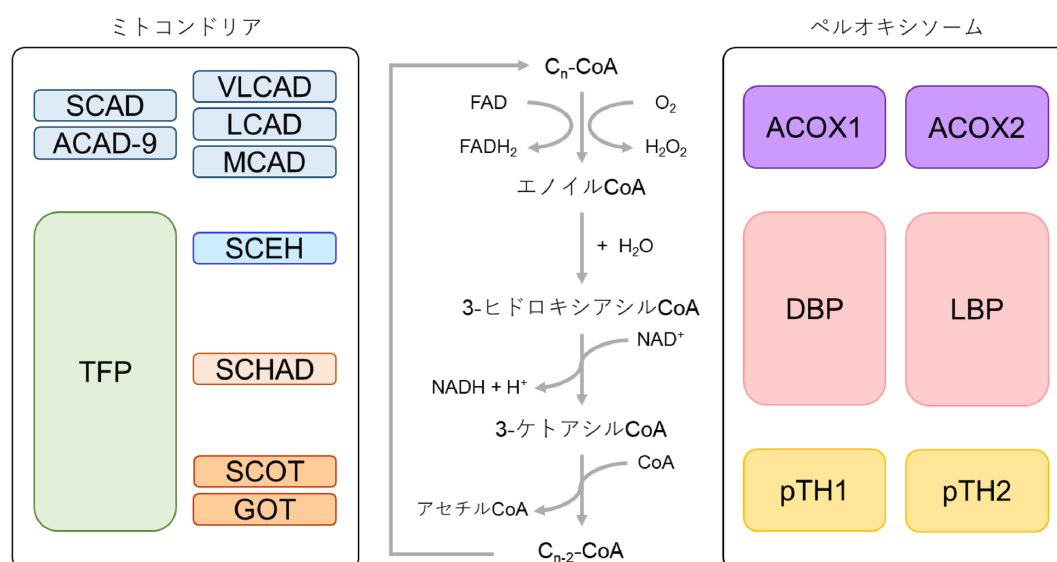 ミトコンドリア
ペルオキシソーム
SCAD
ACAD-9
VLCAD
LCAD
MCAD
TFP
SCEH
SCHAD
SCOT
GOT
Cn-CoA
FAD
O2
FADH2
H2O2
エノイルCoA
+ H2O
3-ヒドロキシアシルCoA
NAD+
NADH + H+
3-ケトアシルCoA
CoA
アセチルCoA
Cn-2-CoA
ACOX1
ACOX2
DBP
LBP
pTH1
pTH2